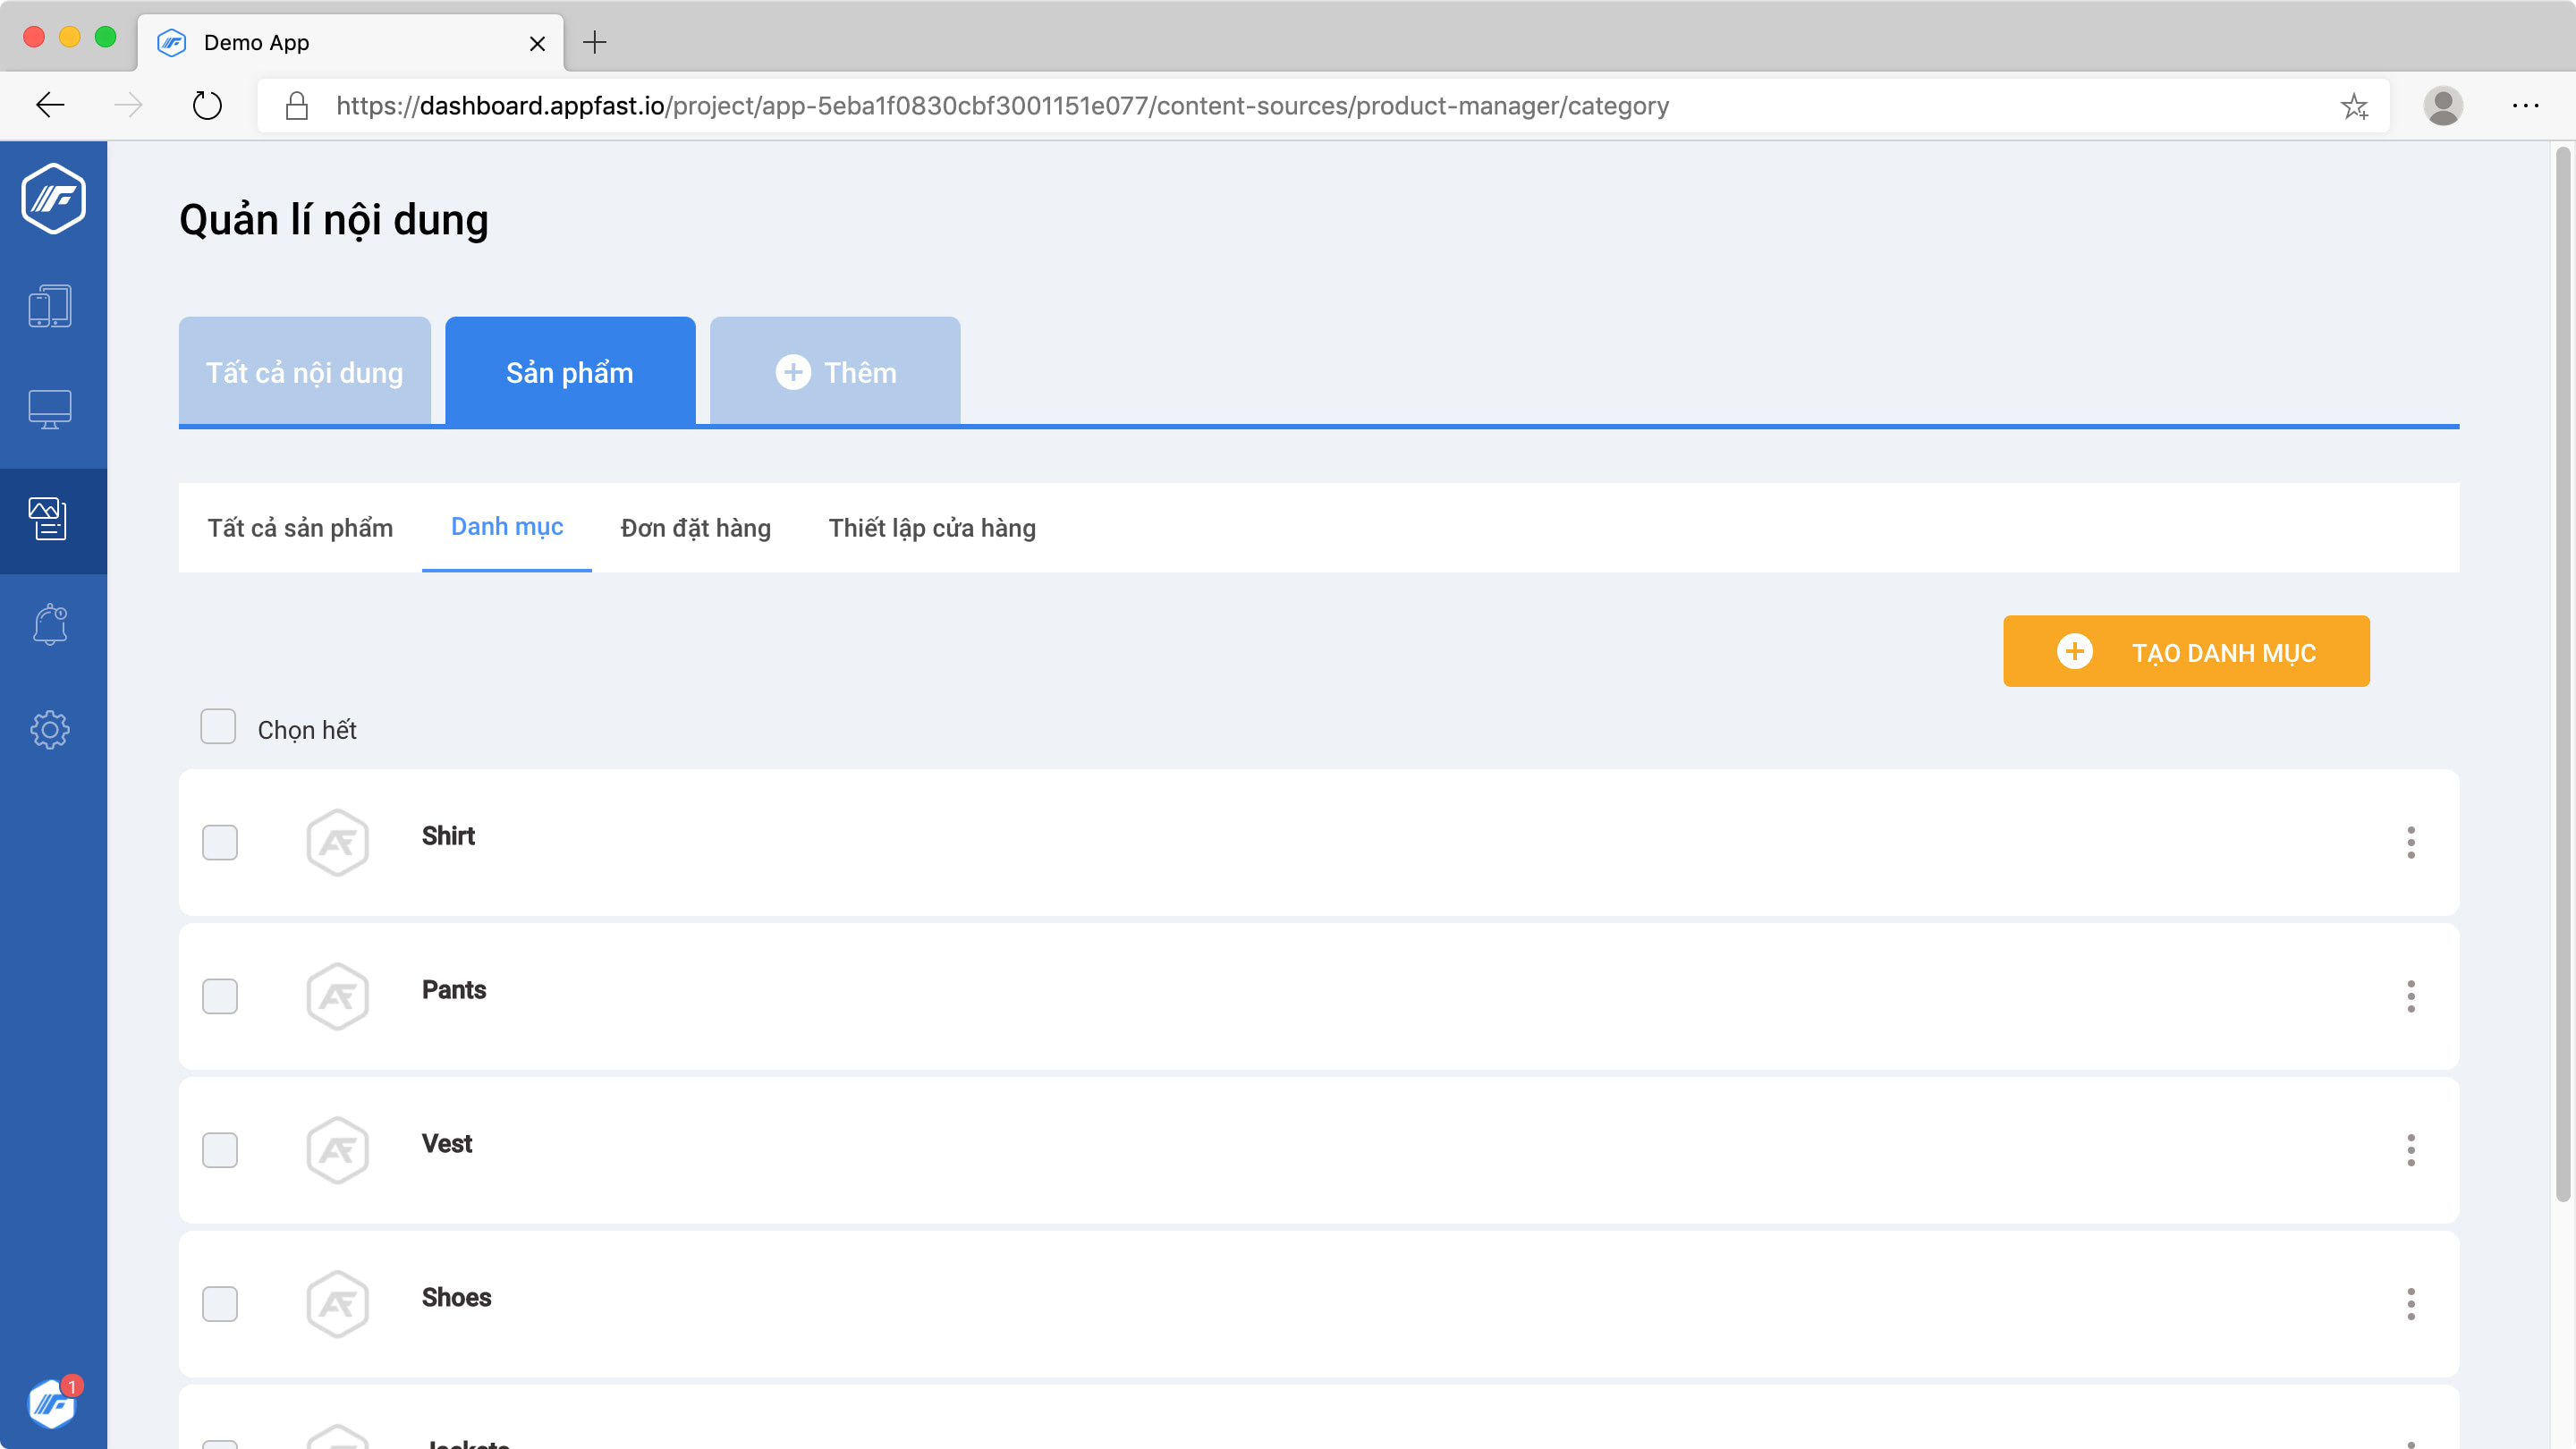 Demo App
https://dashboard.appfast.io/project/app-5eba1f0830cbf3001151e077/content-sources/product-manager/category
Quản lí nội dung
Tất cả nội dung
Sản phẩm
Thêm
Tất cả sản phẩm
Danh mục
Đơn đặt hàng
Thiết lập cửa hàng
TẠO DANH MỤC
Chọn hết
Shirt
Pants
Vest
Shoes
Jackets
1